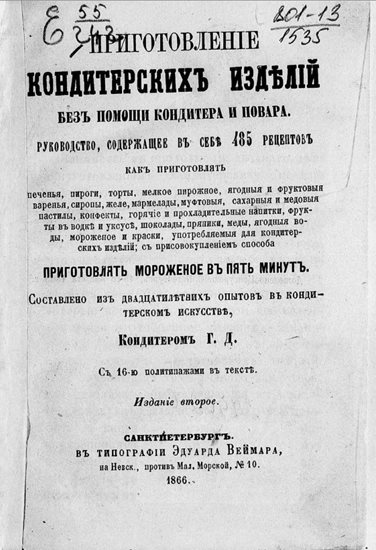 Е 55
801-13
1535
ПРИГОТОВЛЕНІЕ
КОНДИТЕРСКИХЪ ИЗДѢЛІЙ
БЕЗЪ ПОМОЩИ КОНДИТЕРА И ПОВАРА.
РУКОВОДСТВО, СОДЕРЖАЩЕЕ ВЪ СЕБѢ 485 РЕЦЕПТОВЪ
КАКЪ ПРИГОТОВЛЯТЬ
печенья, пироги, торты, мелкое пирожное, ягодныя и фруктовыя
варенья, сиропы, желе, мармелады, муфтовыя, сахарныя и медовыя
пастилы, конфекты, горячіе и прохладительные напитки, фрук-
ты въ водкѣ и уксусѣ, шоколады, пряники, меды, ягодныя во-
ды, мороженое и краски, употребляемыя для кондитер-
скихъ издѣлій; съ присовокупленіемъ способа
ПРИГОТОВЛЯТЬ МОРОЖЕНОЕ ВЪ ПЯТЬ МИНУТЪ.
Составлено изъ двадцатилѣтнихъ опытовъ въ конди-
терскомъ искусствѣ,
Кондитеромъ Г. Д.
Съ 16-ю политипажами въ текстѣ.
Изданіе второе.
САНКТПЕТЕРБУРГЪ.
ВЪ ТИПОГРАФІИ ЭДУАРДА ВЕЙМАРА,
на Невск., противъ Мал. Морской, № 10.
1866.